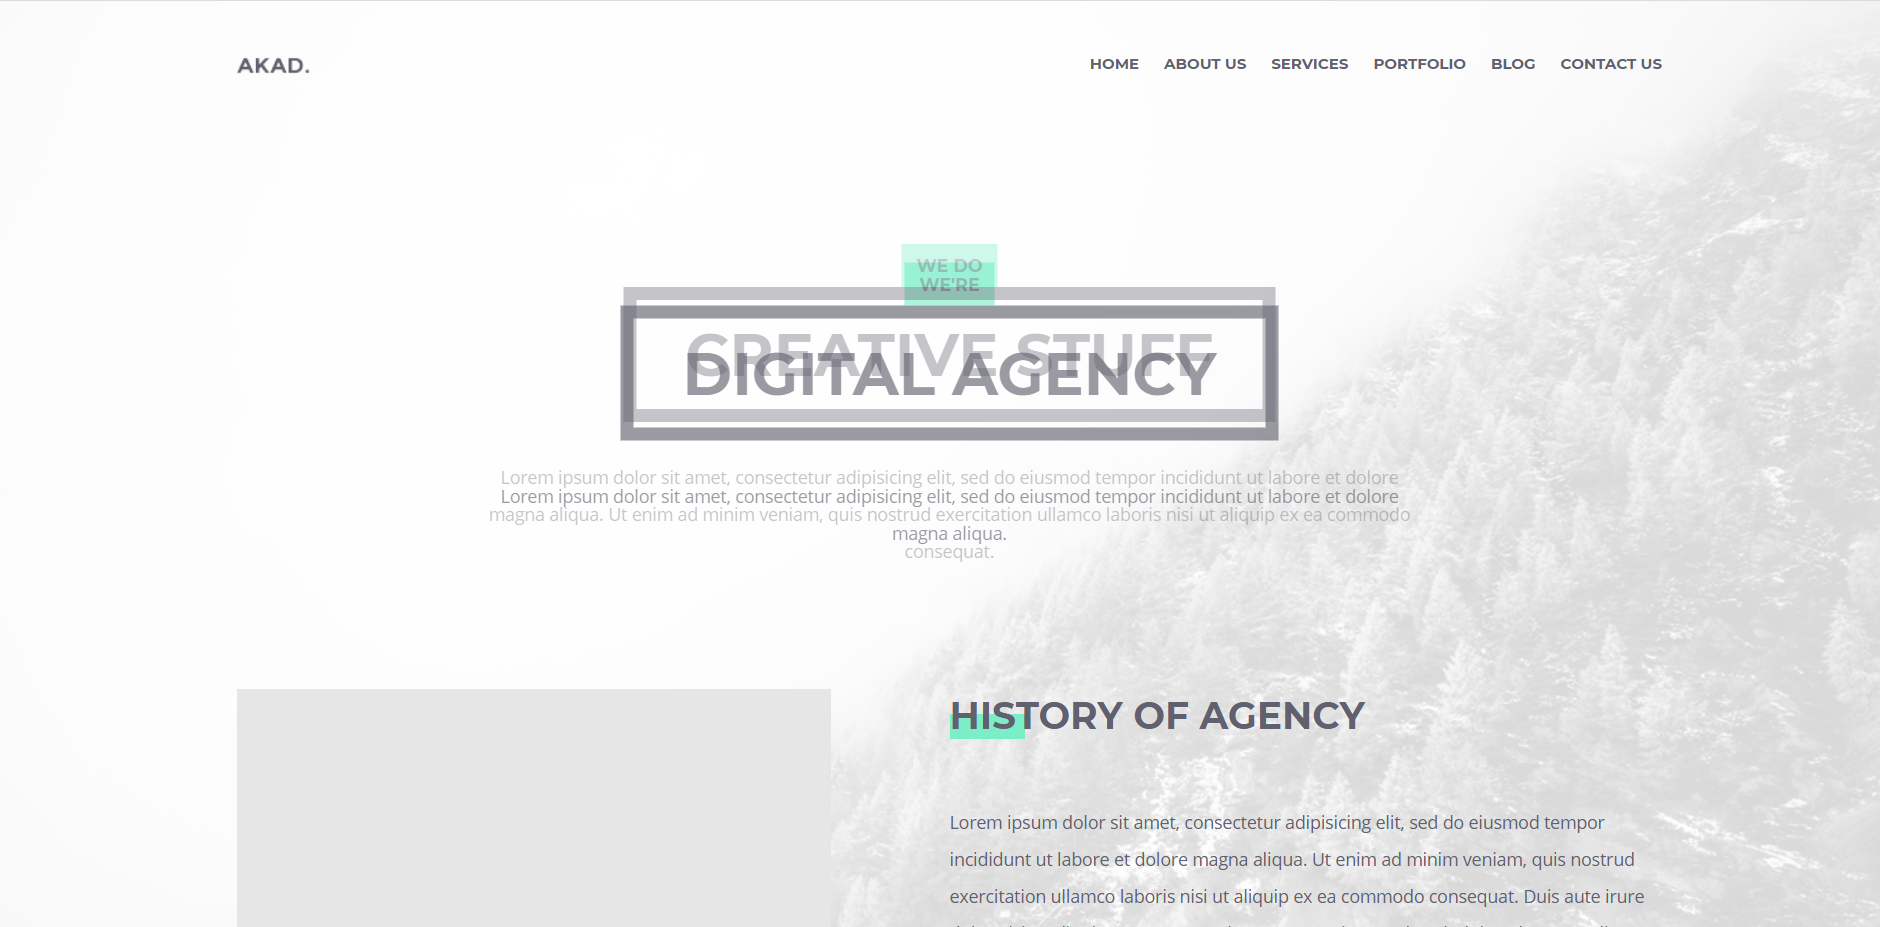 AKAD.
HOME ABOUT US SERVICES PORTFOLIO BLOG CONTACT US
WE DO
WE'RE
CREATIVE STUFF
DIGITAL AGENCY
Lorem ipsum dolor sit amet, consectetur adipisicing elit, sed do eiusmod tempor incididunt ut labore et dolore
Lorem ipsum dolor sit amet, consectetur adipisicing elit, sed do eiusmod tempor incididunt ut labore et dolore
magna aliqua. Ut enim ad minim veniam, quis nostrud exercitation ullamco laboris nisi ut aliquip ex ea commodo
magna aliqua.
consequat.
HISTORY OF AGENCY
Lorem ipsum dolor sit amet, consectetur adipisicing elit, sed do eiusmod tempor
incididunt ut labore et dolore magna aliqua. Ut enim ad minim veniam, quis nostrud
exercitation ullamco laboris nisi ut aliquip ex ea commodo consequat. Duis aute irure